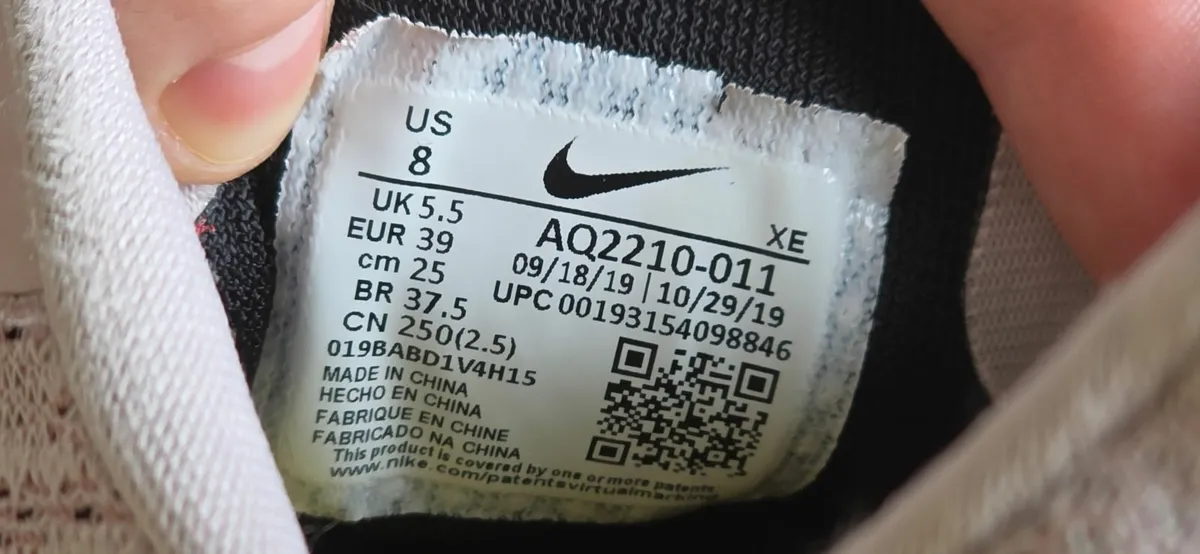 US
8
XE
UK 5.5
EUR 39
cm 25
BR 37.5
CN 250(2.5)
AQ2210-011
09/18/19 | 10/29/19
UPC 00193154098846
019BABD1V4H15
MADE IN CHINA
HECHO EN CHINA
FABRIQUE EN CHINE
FABRICADO NA CHINA
This product is covered by one or more patents
www.nike.com/patentsvirtualmarking